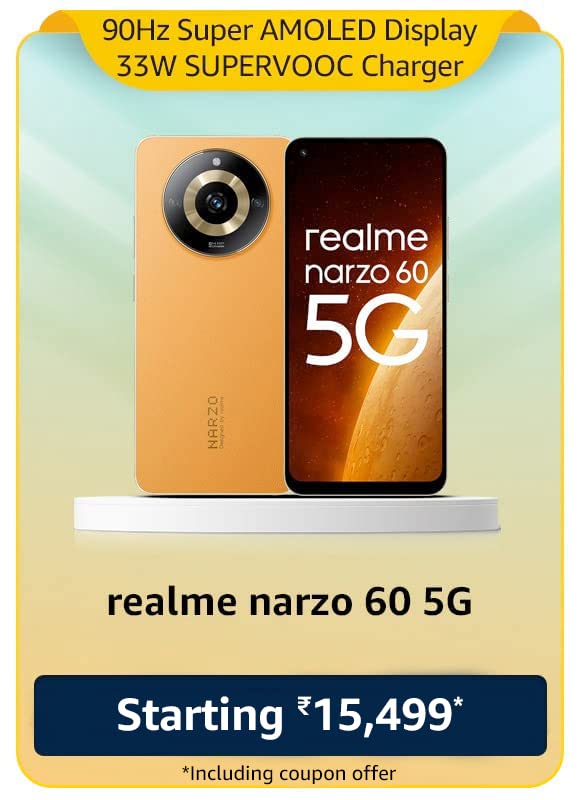 90Hz Super AMOLED Display
33W SUPERVOOC Charger
realme
narzo 60
5G
NARZO
realme narzo 60 5G
Starting ₹15,499*
*Including coupon offer